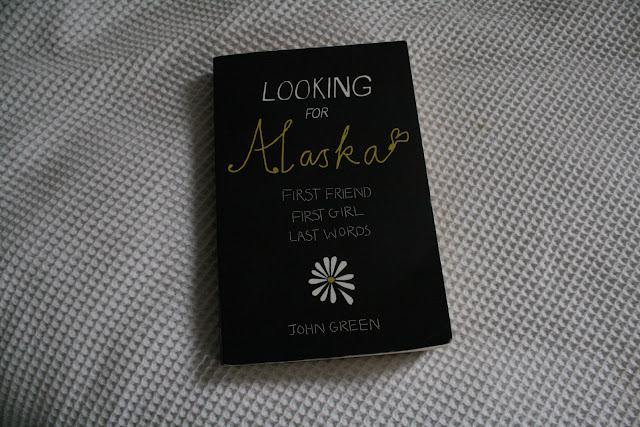 LOOKING
FOR
Alaska
FIRST FRIEND
FIRST GIRL
LAST WORDS
JOHN GREEN